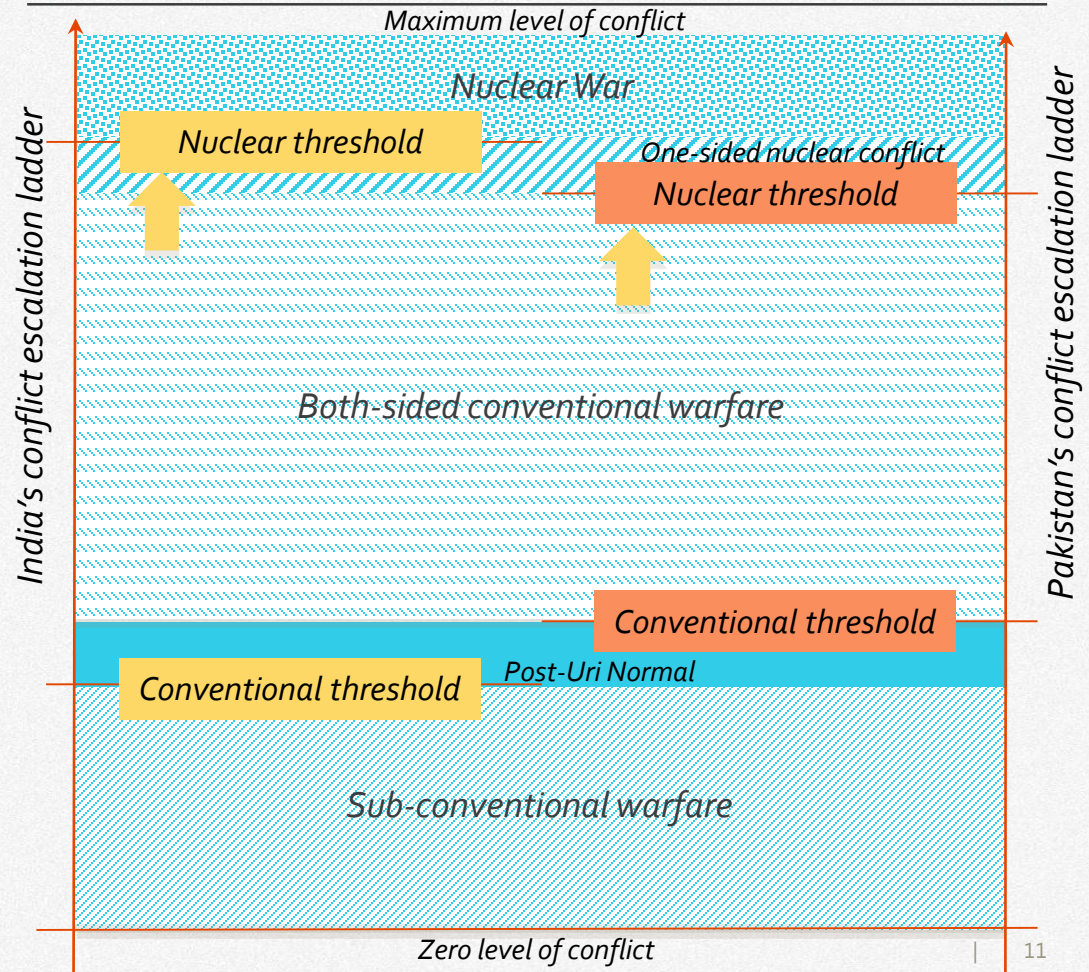 Maximum level of conflict
Nuclear War
Nuclear threshold
One-sided nuclear conflict
Nuclear threshold
India's conflict escalation ladder
Pakistan's conflict escalation ladder
Both-sided conventional warfare
Conventional threshold
Post-Uri Normal
Conventional threshold
Sub-conventional warfare
Zero level of conflict
| 11